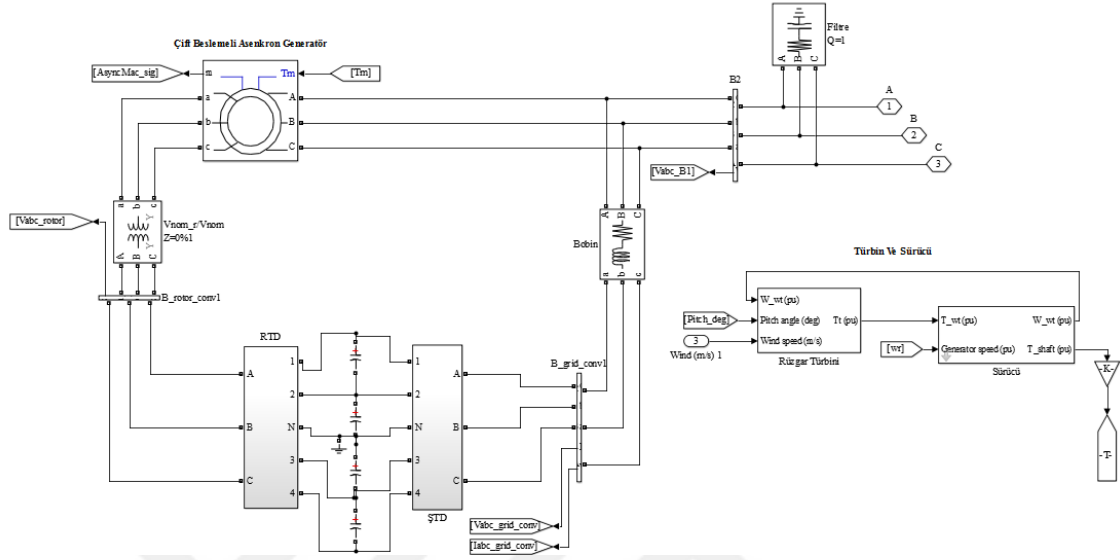 Çift Beslemeli Asenkron Generatör
Filtre
Q=1
[AsyncMac_sig]
m
Tm
[Tm]
a
b
c
A
B
C
B2
A B C
A
1
B
2
C
3
[Vabc_B1]
[Vabc_rotor]
a b c
Y
Y
A B C
Vnom_r/Vnom
Z=0%1
B_rotor_conv1
A B C
Bobin
a b c
RTD
A
B
C
1
2
N
3
4
1
2
N
3
4
A
B
C
ŞTD
B_grid_conv1
[Vabc_grid_conv]
[Iabc_grid_conv]
Türbin Ve Sürücü
W_wt (pu)
[Pitch_deg]
Pitch angle (deg)
Tt (pu)
3
Wind speed (m/s)
Wind (m/s) 1
Rüzgar Türbini
T_wt (pu)
W_wt (pu)
[wr]
Generator speed (pu)
T_shaft (pu)
Sürücü
-K-
-T-